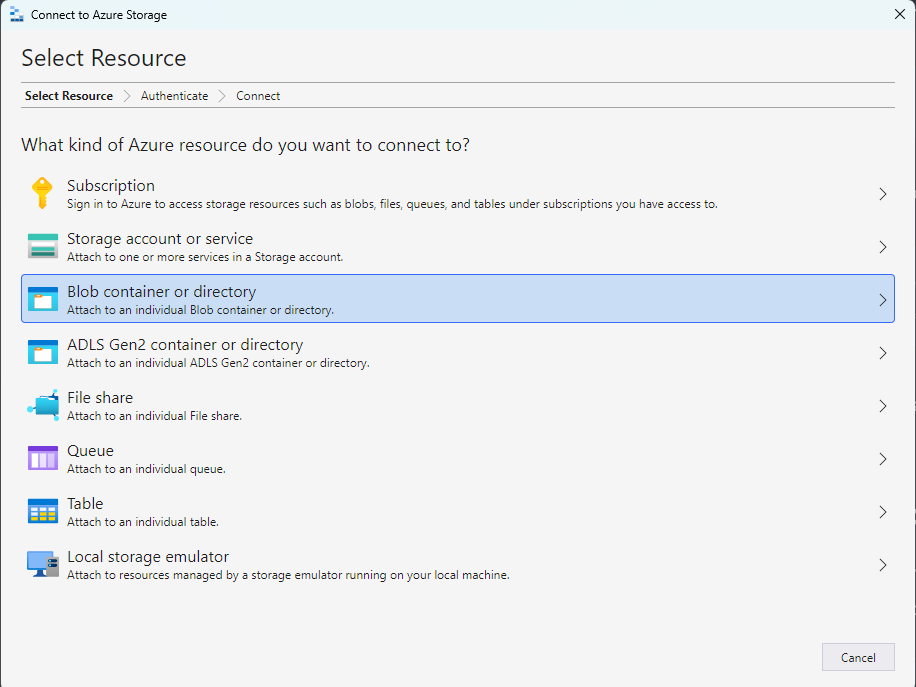 Connect to Azure Storage
Select Resource
Select Resource
Authenticate
Connect
What kind of Azure resource do you want to connect to?
Subscription
Sign in to Azure to access storage resources such as blobs, files, queues, and tables under subscriptions you have access to.
Storage account or service
Attach to one or more services in a Storage account.
Blob container or directory
Attach to an individual Blob container or directory.
ADLS Gen2 container or directory
Attach to an individual ADLS Gen2 container or directory.
File share
Attach to an individual File share.
Queue
Attach to an individual queue.
Table
Attach to an individual table.
Local storage emulator
Attach to resources managed by a storage emulator running on your local machine.
Cancel